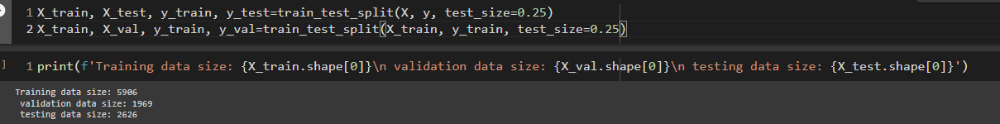 1 X_train, X_test, y_train, y_test=train_test_split(X, y, test_size=0.25)
2 X_train, X_val, y_train, y_val=train_test_split(X_train, y_train, test_size=0.25)
] 1 print(f'Training data size: {X_train.shape[0]}\n validation data size: {X_val.shape[0]}\n testing data size: {X_test.shape[0]}')
Training data size: 5906
validation data size: 1969
testing data size: 2626